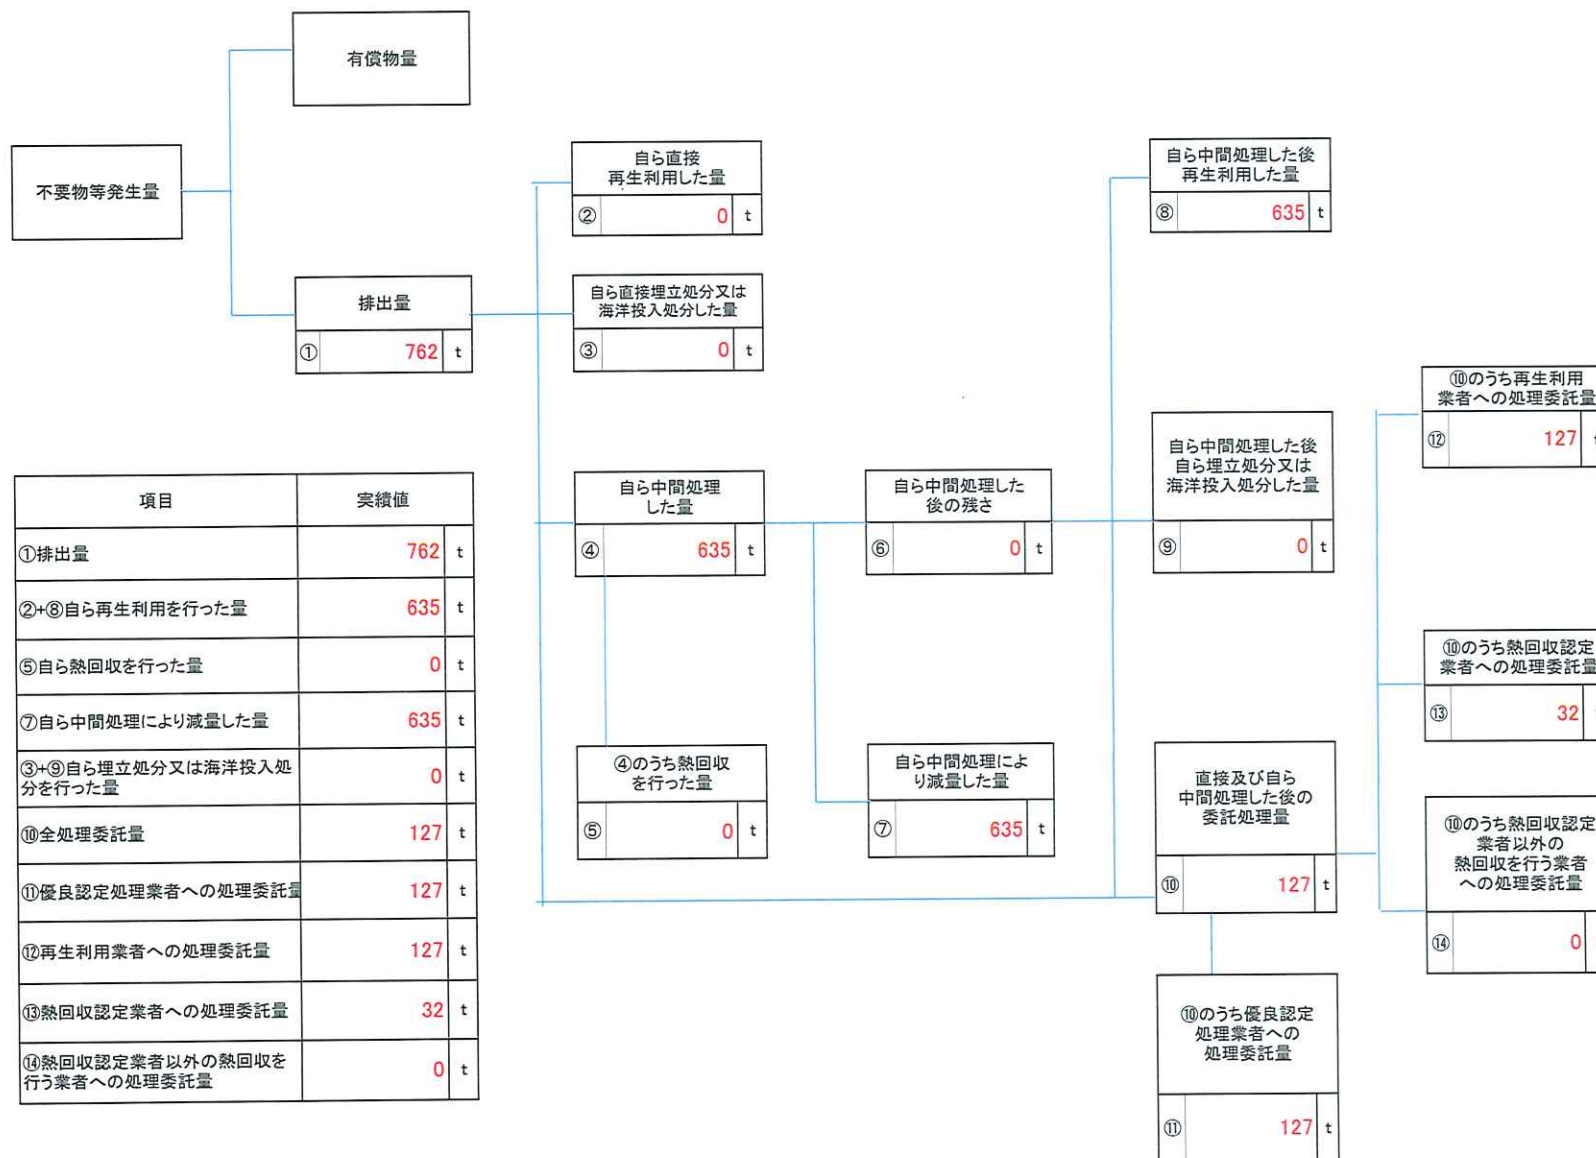 有償物量
不要物等発生量
自ら直接
再生利用した量
② 0 t
自ら中間処理した後
再生利用した量
⑧ 635 t
排出量
① 762 t
自ら直接埋立処分又は
海洋投入処分した量
③ 0 t
⑩のうち再生利用
業者への処理委託量
⑫ 127
自ら中間処理した後
自ら埋立処分又は
海洋投入処分した量
⑨ 0 t
自ら中間処理
した量
④ 635 t
自ら中間処理した
後の残さ
⑥ 0 t
⑩のうち熱回収認定
業者への処理委託量
⑬ 32
④のうち熱回収
を行った量
⑤ 0 t
自ら中間処理によ
り減量した量
⑦ 635 t
直接及び自ら
中間処理した後の
委託処理量
⑩ 127 t
⑩のうち熱回収認定
業者以外の
熱回収を行う業者
への処理委託量
⑭ 0
⑩のうち優良認定
処理業者への
処理委託量
⑪ 127 t
項目 実績値
①排出量 762 t
②+⑧自ら再生利用を行った量 635 t
⑤自ら熱回収を行った量 0 t
⑦自ら中間処理により減量した量 635 t
③+⑨自ら埋立処分又は海洋投入処
分を行った量 0 t
⑩全処理委託量 127 t
⑪優良認定処理業者への処理委託量 127 t
⑫再生利用業者への処理委託量 127 t
⑬熱回収認定業者への処理委託量 32 t
⑭熱回収認定業者以外の熱回収を
行う業者への処理委託量 0 t